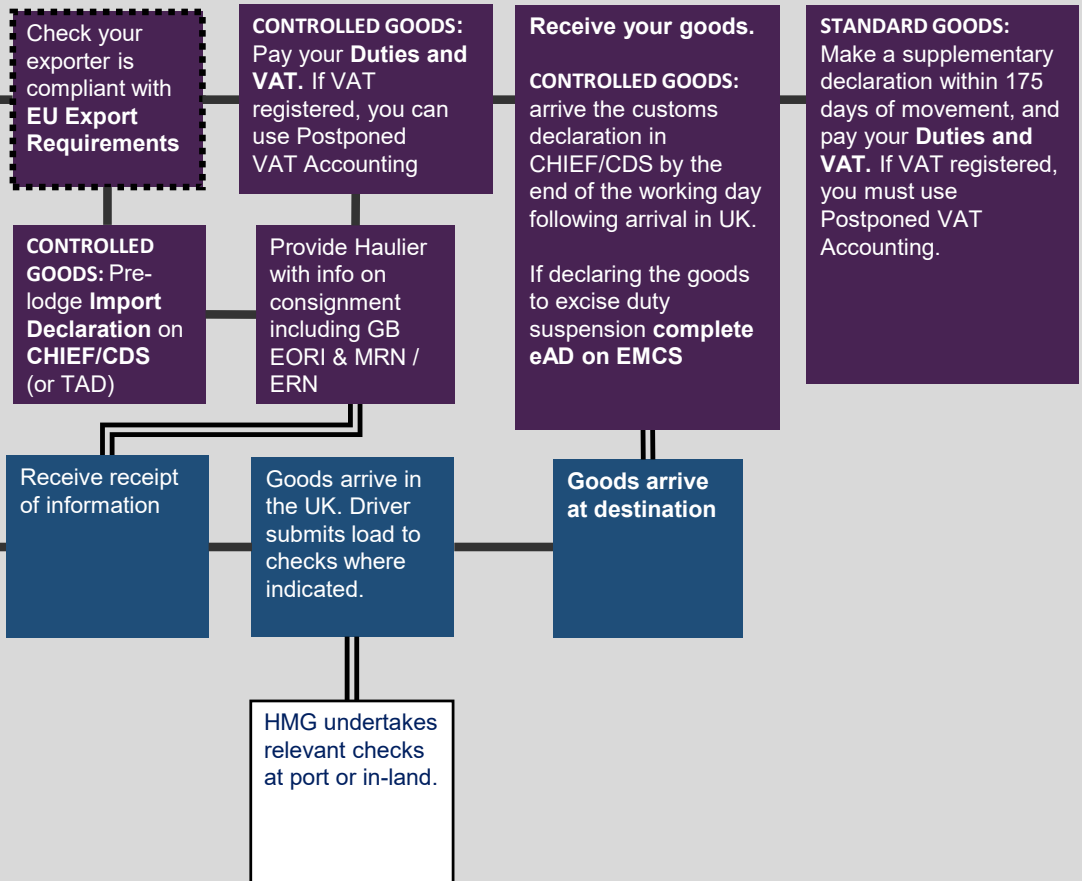 Check your
exporter is
compliant with
EU Export
Requirements
CONTROLLED GOODS:
Pay your Duties and
VAT. If VAT
registered, you can
use Postponed
VAT Accounting
Receive your goods.
CONTROLLED GOODS:
arrive the customs
declaration in
CHIEF/CDS by the
end of the working day
following arrival in UK.
If declaring the goods
to excise duty
suspension complete
eAD on EMCS
STANDARD GOODS:
Make a supplementary
declaration within 175
days of movement, and
pay your Duties and
VAT. If VAT registered,
you must use
Postponed VAT
Accounting.
CONTROLLED
GOODS: Pre-
lodge Import
Declaration on
CHIEF/CDS
(or TAD)
Provide Haulier
with info on
consignment
including GB
EORI & MRN /
ERN
Receive receipt
of information
Goods arrive in
the UK. Driver
submits load to
checks where
indicated.
Goods arrive
at destination
HMG undertakes
relevant checks
at port or in-land.